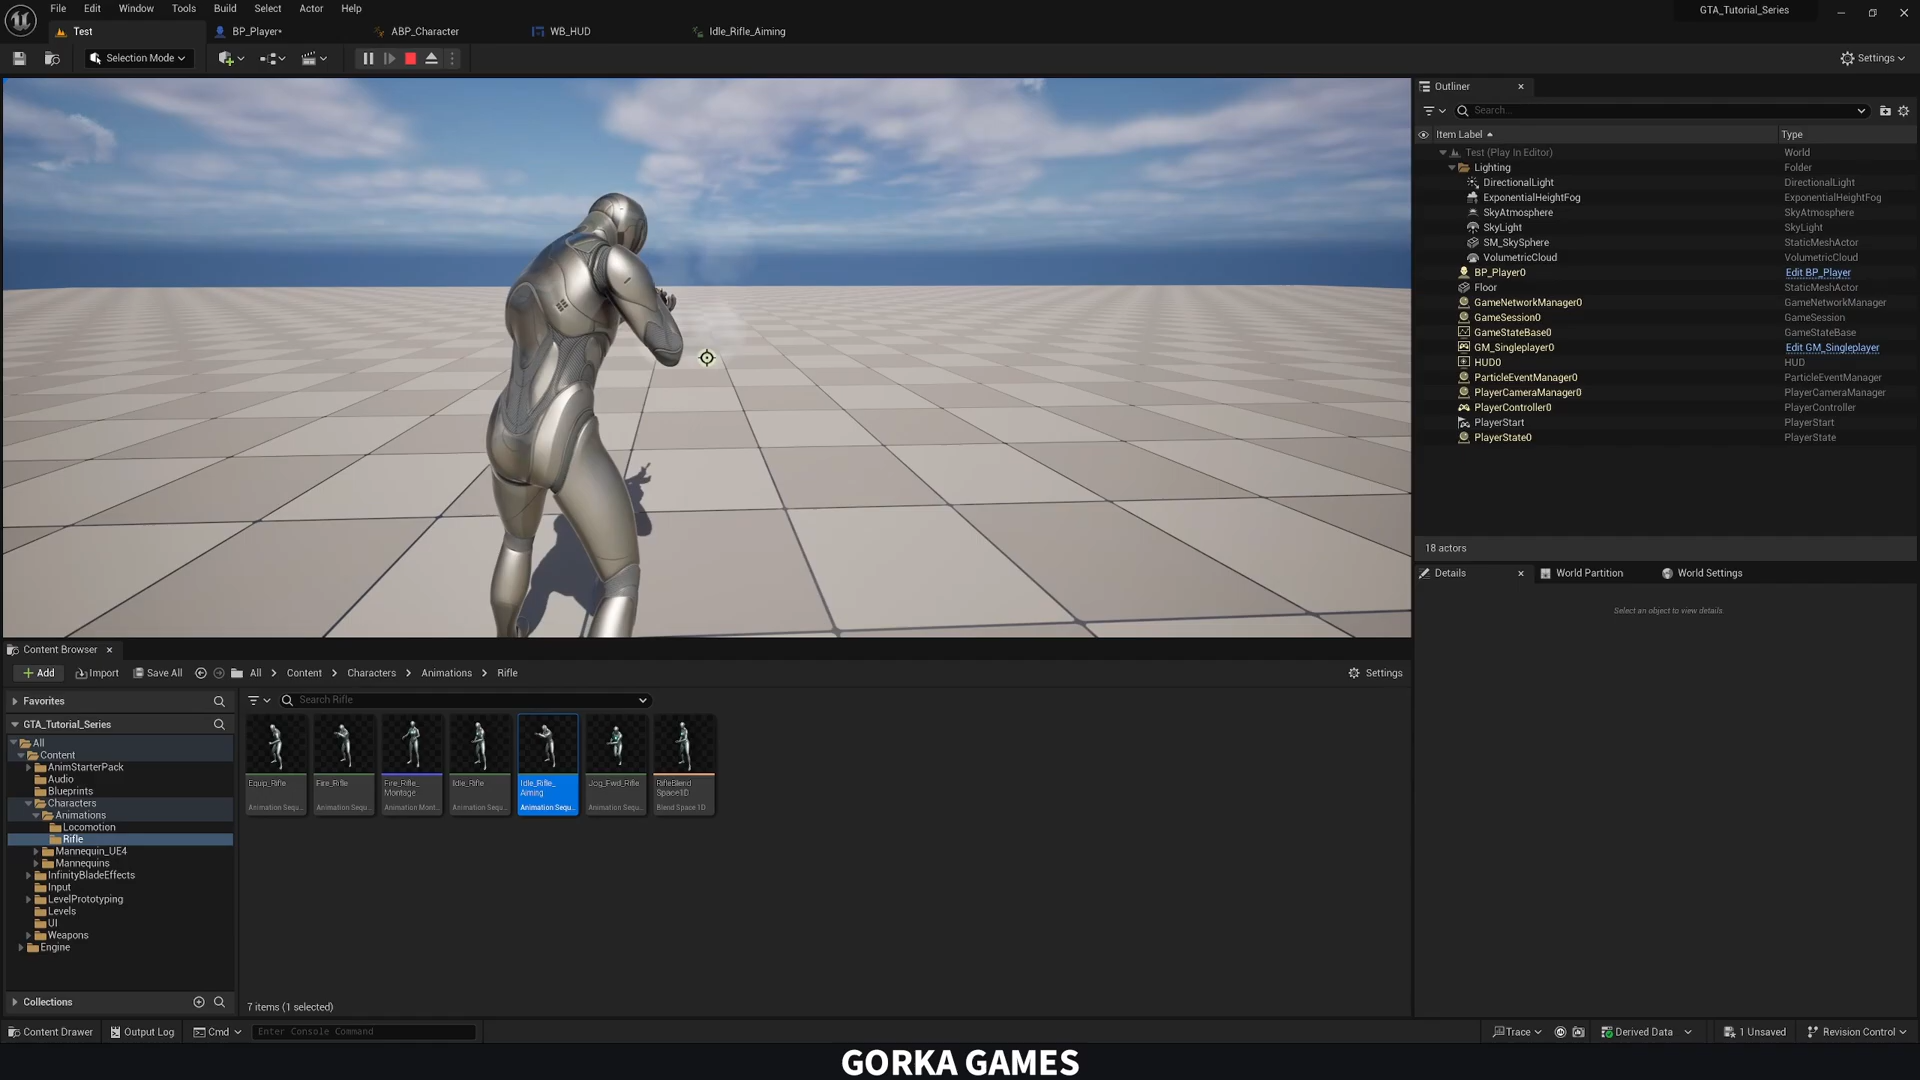 File Edit Window Tools Build Select Actor Help
GTA_Tutorial_Series
Test
BP_Player*
ABP_Character
WB_HUD
Idle_Rifle_Aiming
Selection Mode
Settings
Outliner
Search...
Item Label Type
Test (Play In Editor) World
Lighting Folder
DirectionalLight DirectionalLight
ExponentialHeightFog ExponentialHeightFog
SkyAtmosphere SkyAtmosphere
SkyLight SkyLight
SM_SkySphere StaticMeshActor
VolumetricCloud VolumetricCloud
BP_Player0 Edit BP_Player
Floor StaticMeshActor
GameNetworkManager0 GameNetworkManager
GameSession0 GameSession
GameStateBase0 GameStateBase
GM_Singleplayer0 Edit GM_Singleplayer
HUD0 HUD
ParticleEventManager0 ParticleEventManager
PlayerCameraManager0 PlayerCameraManager
PlayerController0 PlayerController
PlayerStart PlayerStart
PlayerState0 PlayerState
18 actors
Details
World Partition
World Settings
Select an object to view details.
Content Browser
Add Import Save All All Content Characters Animations Rifle Settings
Favorites
GTA_Tutorial_Series
All
Content
AnimStarterPack
Audio
Blueprints
Characters
Animations
Locomotion
Rifle
Mannequin_UE4
Mannequins
InfinityBladeEffects
Input
LevelPrototyping
Levels
UI
Weapons
Engine
Collections
Search Rifle
Equip_Rifle
Animation Sequ...
Fire_Rifle
Animation Sequ...
Fire_Rifle_
Montage
Animation Mont...
Idle_Rifle
Animation Sequ...
Idle_Rifle_
Aiming
Animation Sequ...
Jog_Fwd_Rifle
Animation Sequ...
RifleBlend
Space1D
Blend Space 1D
7 items (1 selected)
Content Drawer Output Log Cmd Enter Console Command Trace Derived Data 1 Unsaved Revision Control
GORKA GAMES